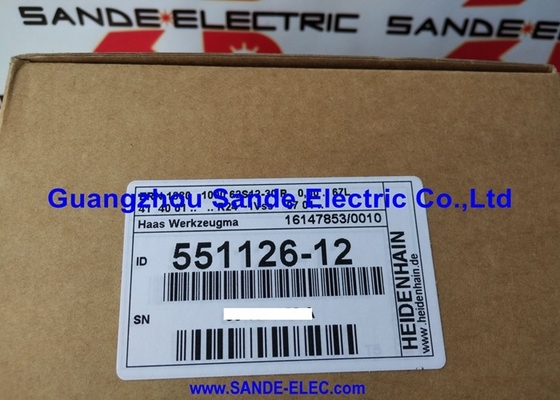 SANDE ELECTRIC
SANDE-ELECTRIC
1080
Guangzhou Sande Electric Co.,Ltd
Haas Werkzeugma 16147853/0010
ID 551126-12
SN
HEIDENHAIN
www.heidenhain.de
www.SANDE-ELEC.com